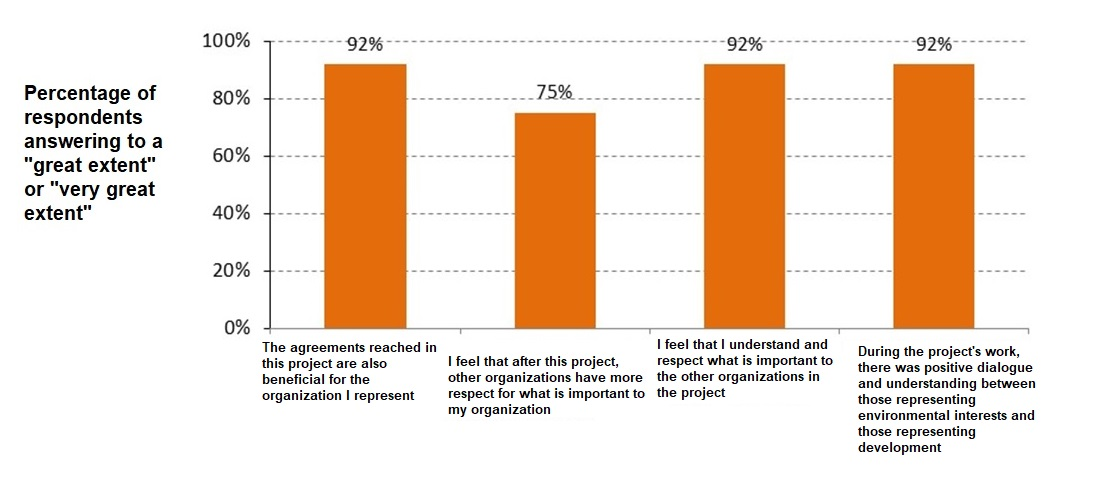 Percentage of
respondents
answering to a
"great extent"
or "very great
extent"
100%
80%
60%
40%
20%
0%
92%
75%
92%
92%
The agreements reached in
this project are also
beneficial for the
organization I represent
I feel that after this project,
other organizations have more
respect for what is important to
my organization
I feel that I understand and
respect what is important to
the other organizations in
the project
During the project's work,
there was positive dialogue
and understanding between
those representing
environmental interests and
those representing
development